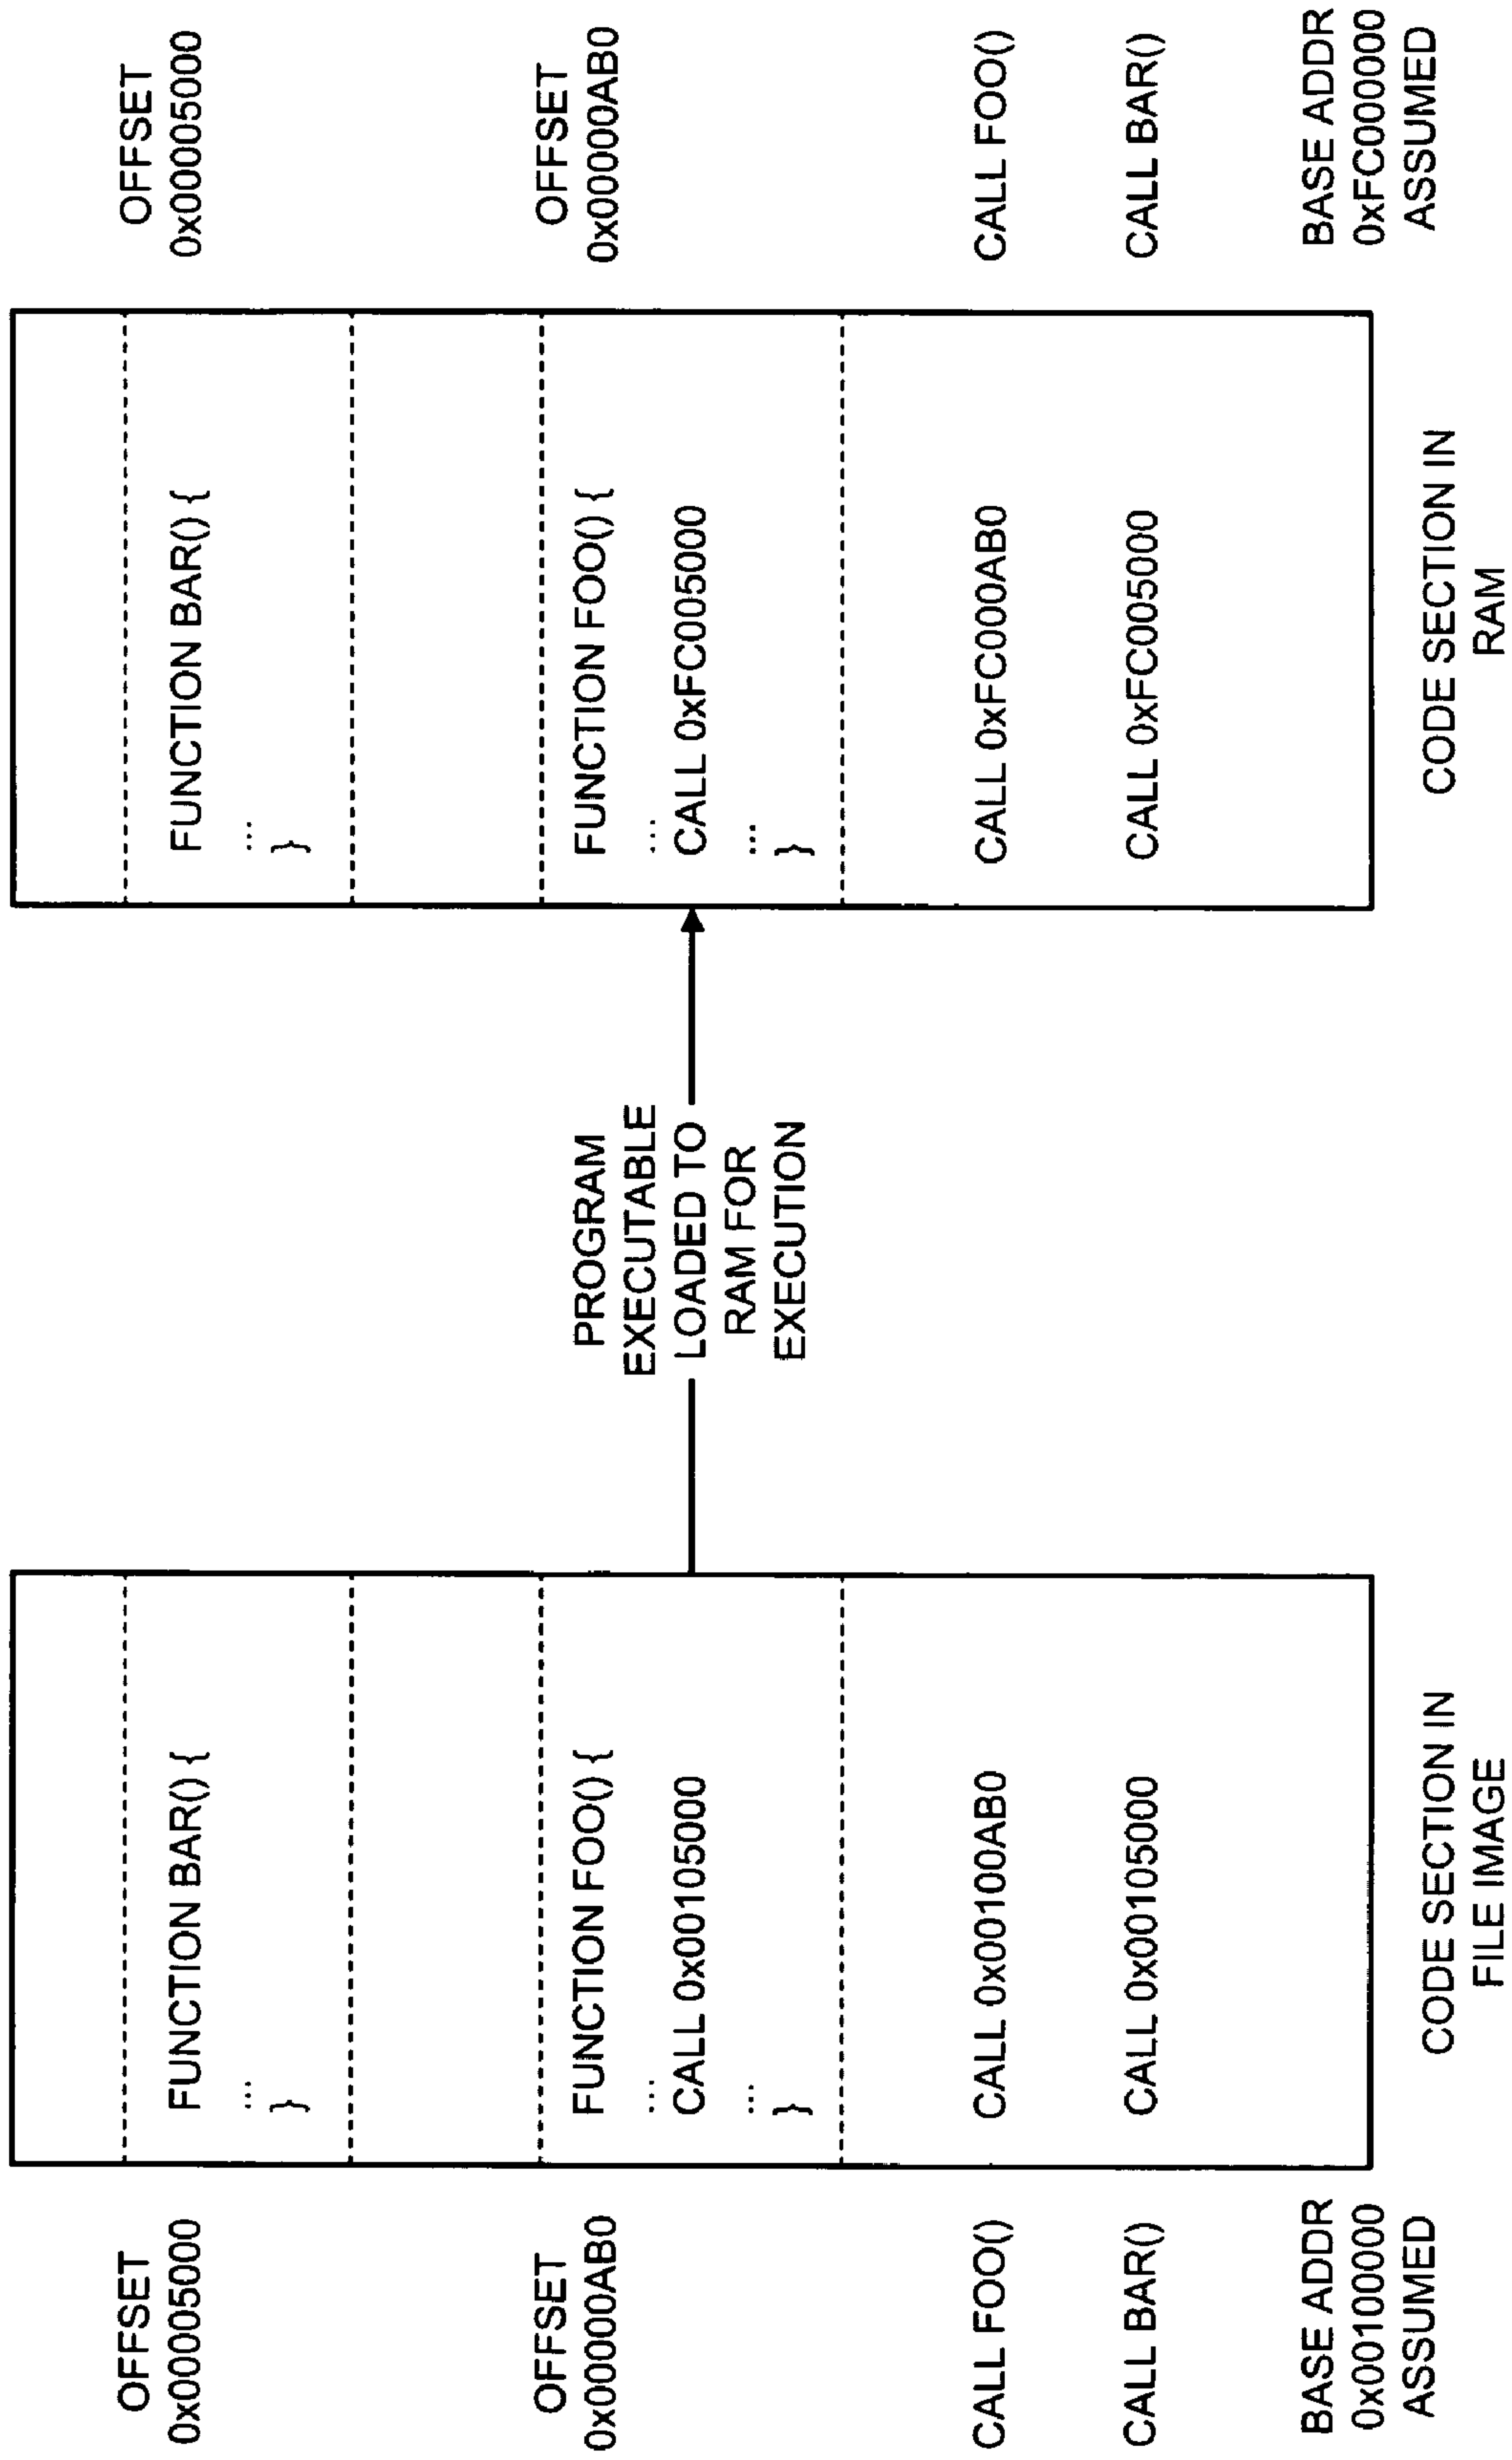 OFFSET
0x00005000
OFFSET
0x00000AB0
CALL FOO()
CALL BAR()
BASE ADDR
0x00100000
ASSUMED
FUNCTION BAR() {
...
}
FUNCTION FOO() {
...
CALL 0x00105000
...
}
CALL 0x00100AB0
CALL 0x00105000
CODE SECTION IN
FILE IMAGE
PROGRAM
EXECUTABLE
LOADED TO
RAM FOR
EXECUTION
FUNCTION BAR() {
...
}
FUNCTION FOO() {
...
CALL 0xFC005000
...
}
CALL 0xFC000AB0
CALL 0xFC005000
CODE SECTION IN
RAM
OFFSET
0x00005000
OFFSET
0x00000AB0
CALL FOO()
CALL BAR()
BASE ADDR
0xFC000000
ASSUMED